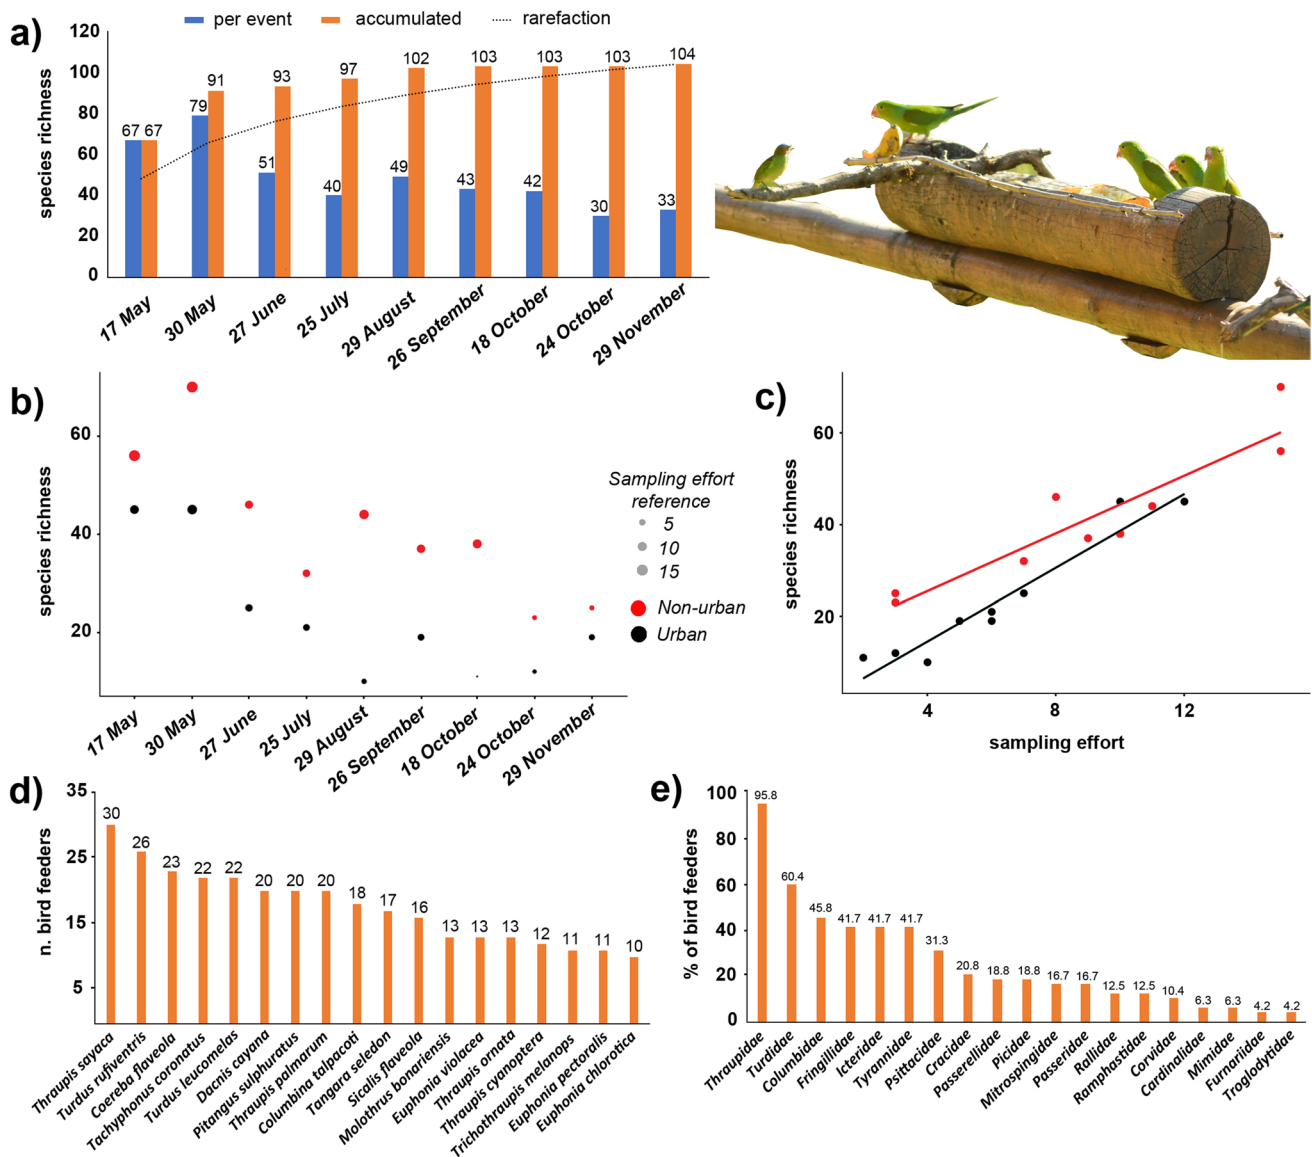 a)
per event
accumulated
rarefaction
species richness
120
100
80
60
40
20
0
67 67
79
91
51
93
40
97
49
102
43
103
42
103
30
103
33
104
17 May
30 May
27 June
25 July
29 August
26 September
18 October
24 October
29 November
b)
species richness
60
40
20
17 May
30 May
27 June
25 July
29 August
26 September
18 October
24 October
29 November
Sampling effort
reference
5
10
15
Non-urban
Urban
c)
species richness
60
40
20
4
8
12
sampling effort
d)
n. bird feeders
35
25
15
5
30
26
23
22
22
20
20
20
18
17
16
13
13
13
12
11
11
10
Thraupis sayaca
Turdus rufiventris
Coereba flaveola
Tachyphonus coronatus
Turdus leucomelas
Dacnis cayana
Pitangus sulphuratus
Thraupis palmarum
Columbina talpacoti
Tangara seledon
Sicalis flaveola
Molothrus bonariensis
Euphonia violacea
Thraupis ornata
Thraupis cyanoptera
Trichothraupis melanops
Euphonia pectoralis
Euphonia chlorotica
e)
% of bird feeders
100
80
60
40
20
0
95.8
60.4
45.8
41.7
41.7
41.7
31.3
20.8
18.8
18.8
16.7
16.7
12.5
12.5
10.4
6.3
6.3
4.2
4.2
Thraupidae
Turdidae
Columbidae
Fringillidae
Icteridae
Tyrannidae
Psittacidae
Cracidae
Passerellidae
Picidae
Mitrospingidae
Passeridae
Rallidae
Ramphastidae
Corvidae
Cardinalidae
Mimidae
Furnariidae
Troglodytidae